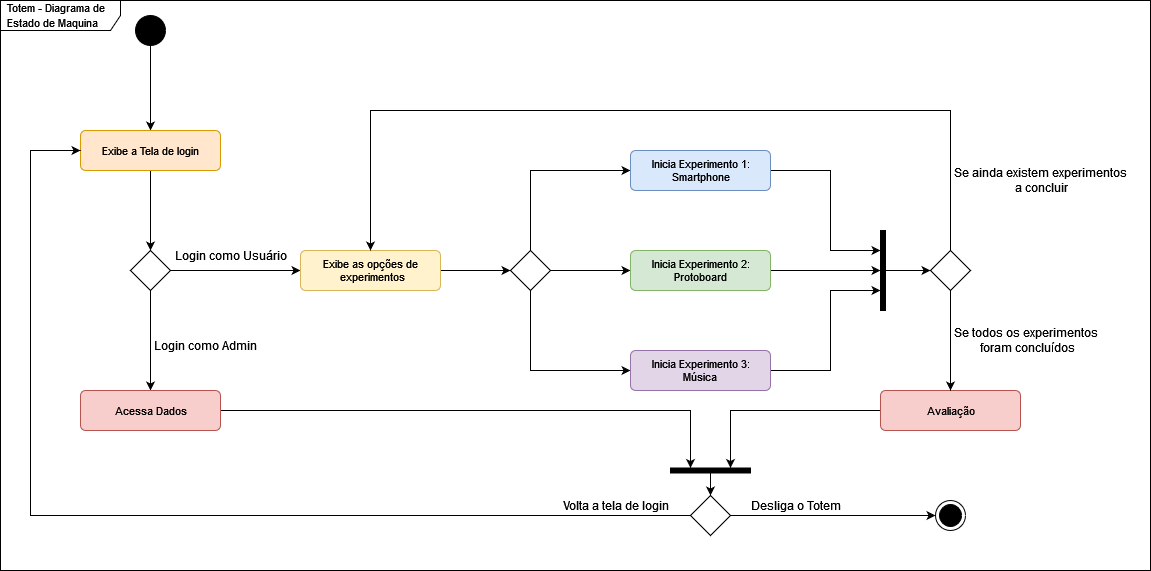 Totem - Diagrama de
Estado de Maquina
Exibe a Tela de login
Login como Usuário
Login como Admin
Exibe as opções de
experimentos
Inicia Experimento 1:
Smartphone
Inicia Experimento 2:
Protoboard
Inicia Experimento 3:
Música
Se ainda existem experimentos
a concluir
Se todos os experimentos
foram concluídos
Acessa Dados
Avaliação
Volta a tela de login
Desliga o Totem